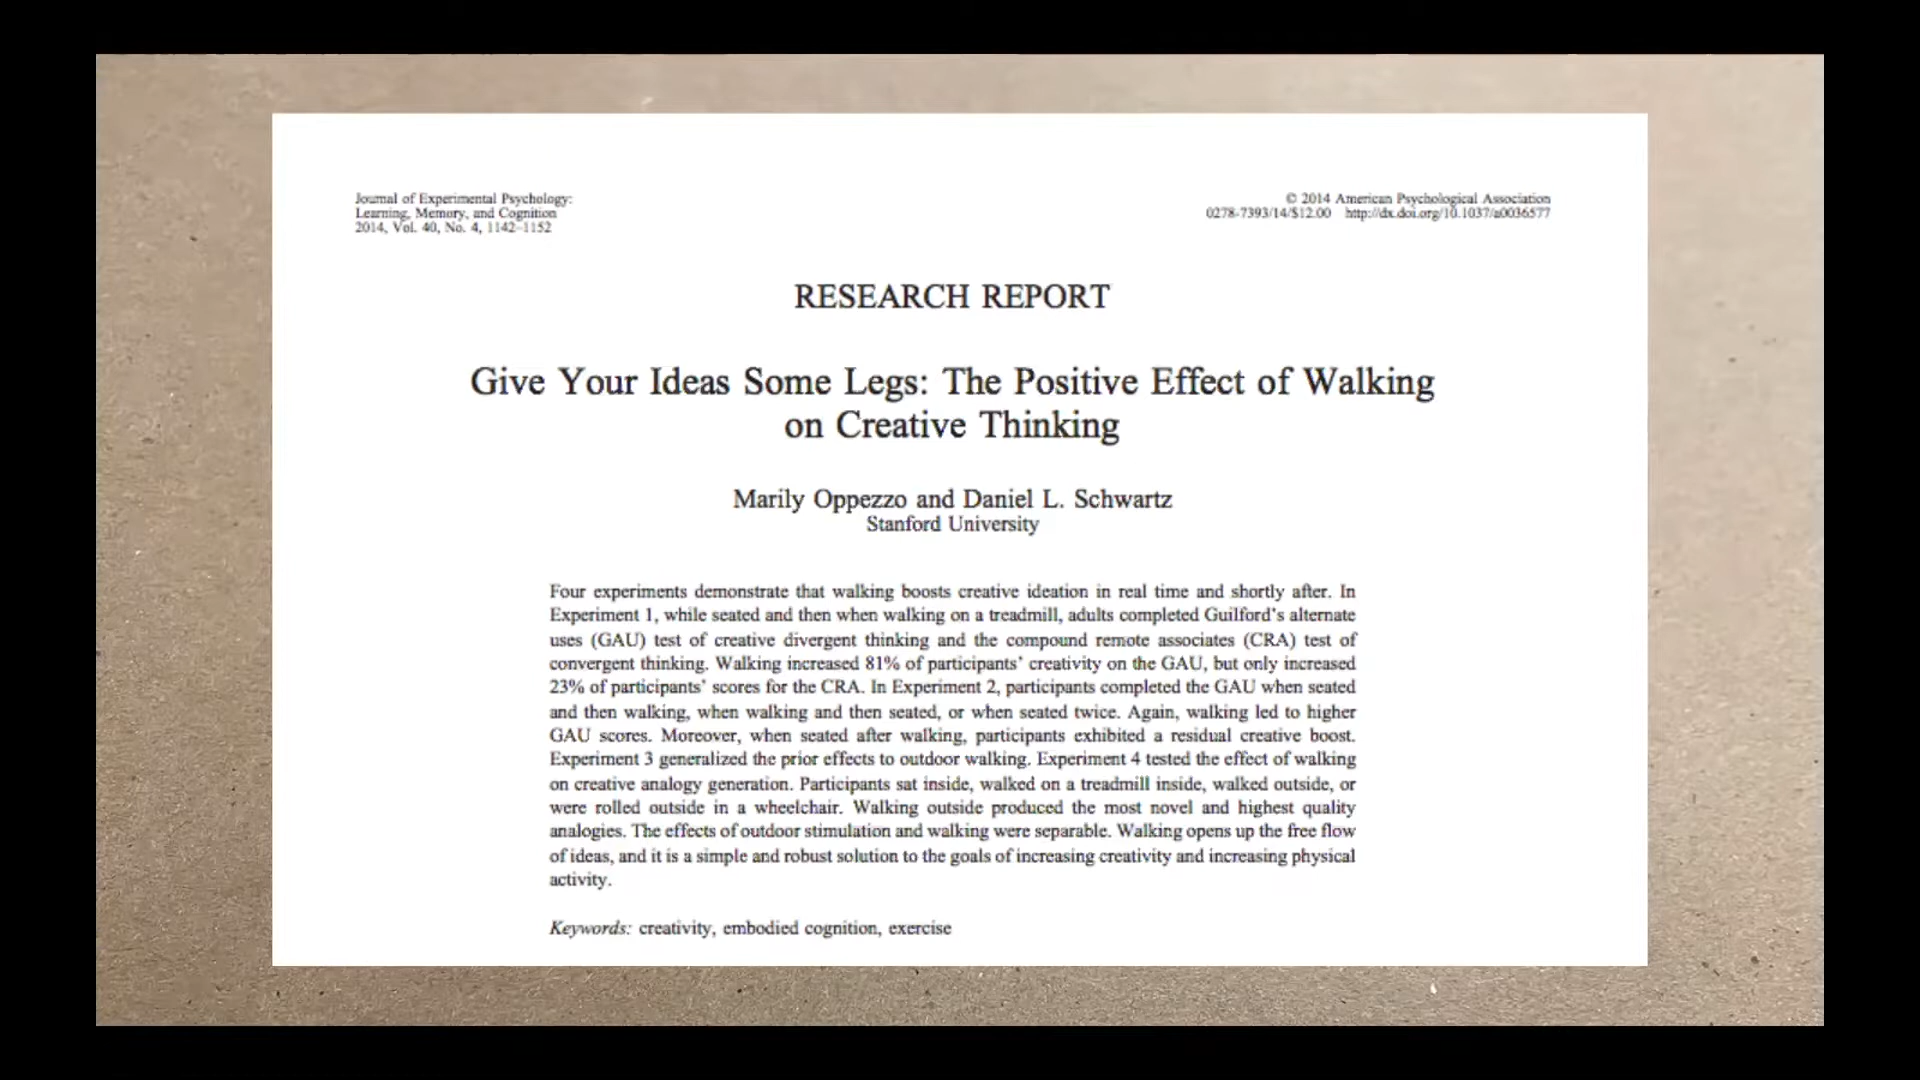 Journal of Experimental Psychology:
Learning, Memory, and Cognition
2014, Vol. 40, No. 4, 1142–1152
© 2014 American Psychological Association
0278-7393/14/$12.00 http://dx.doi.org/10.1037/a0036577
RESEARCH REPORT
Give Your Ideas Some Legs: The Positive Effect of Walking
on Creative Thinking
Marily Oppezzo and Daniel L. Schwartz
Stanford University
Four experiments demonstrate that walking boosts creative ideation in real time and shortly after. In
Experiment 1, while seated and then when walking on a treadmill, adults completed Guilford's alternate
uses (GAU) test of creative divergent thinking and the compound remote associates (CRA) test of
convergent thinking. Walking increased 81% of participants' creativity on the GAU, but only increased
23% of participants' scores for the CRA. In Experiment 2, participants completed the GAU when seated
and then walking, when walking and then seated, or when seated twice. Again, walking led to higher
GAU scores. Moreover, when seated after walking, participants exhibited a residual creative boost.
Experiment 3 generalized the prior effects to outdoor walking. Experiment 4 tested the effect of walking
on creative analogy generation. Participants sat inside, walked on a treadmill inside, walked outside, or
were rolled outside in a wheelchair. Walking outside produced the most novel and highest quality
analogies. The effects of outdoor stimulation and walking were separable. Walking opens up the free flow
of ideas, and it is a simple and robust solution to the goals of increasing creativity and increasing physical
activity.
Keywords: creativity, embodied cognition, exercise